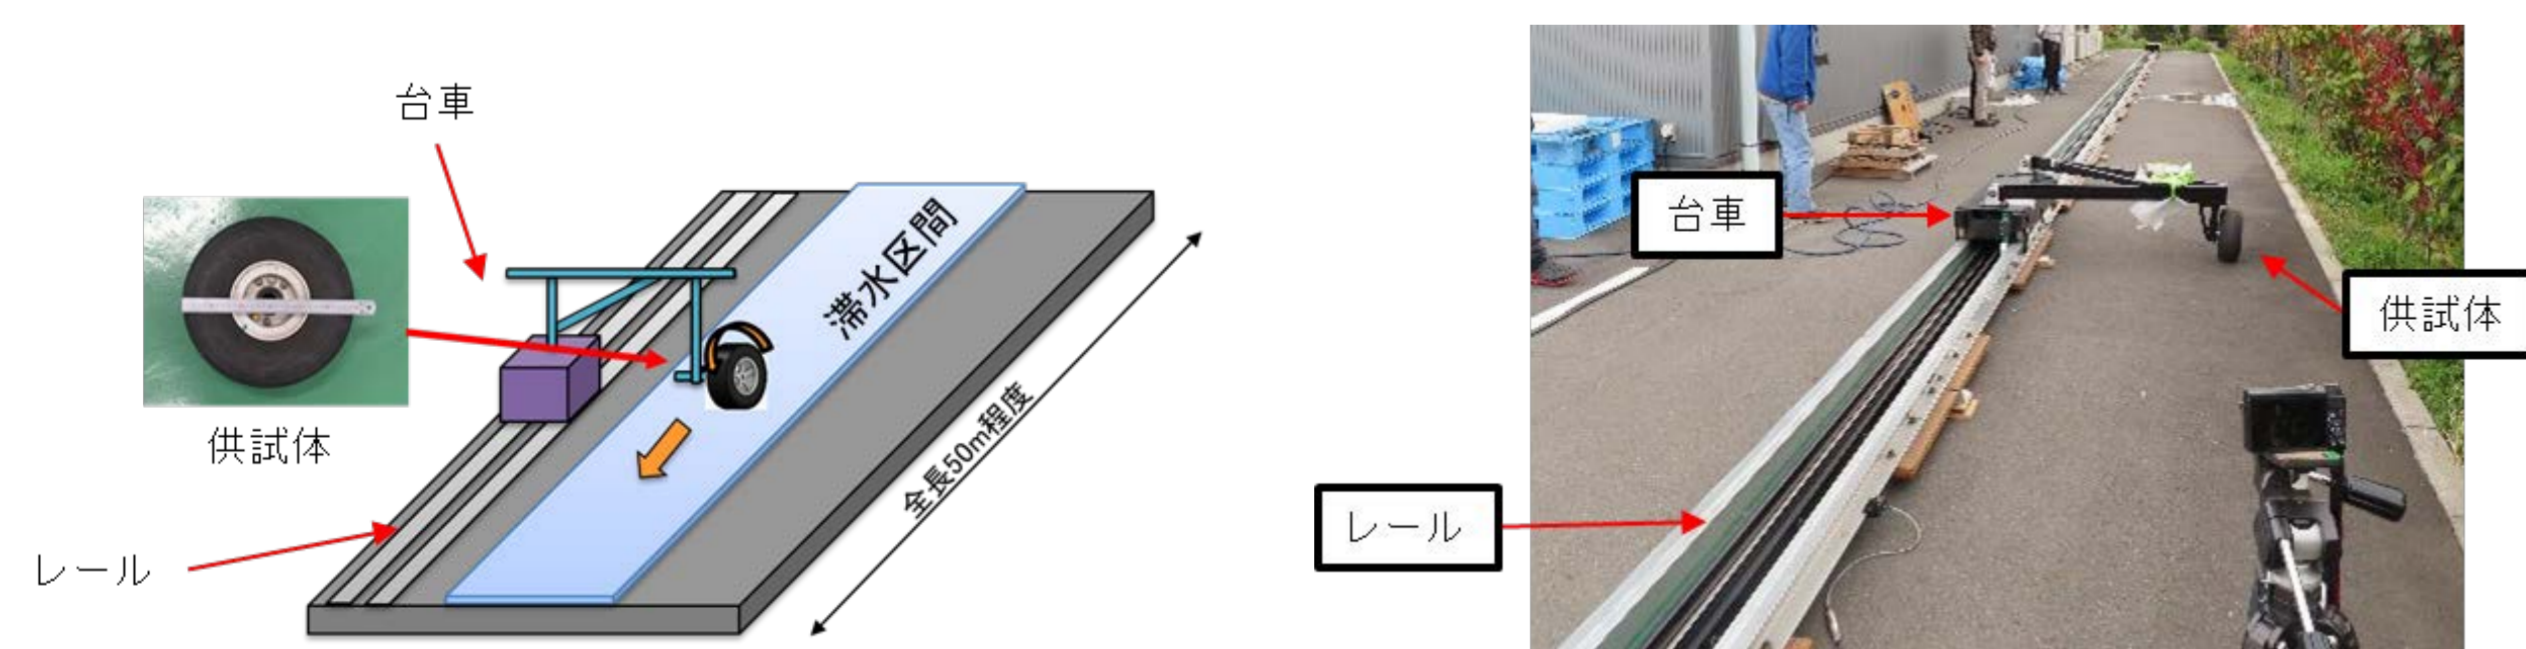 台車
供試体
レール
滞水区間
全長50m程度
台車
供試体
レール